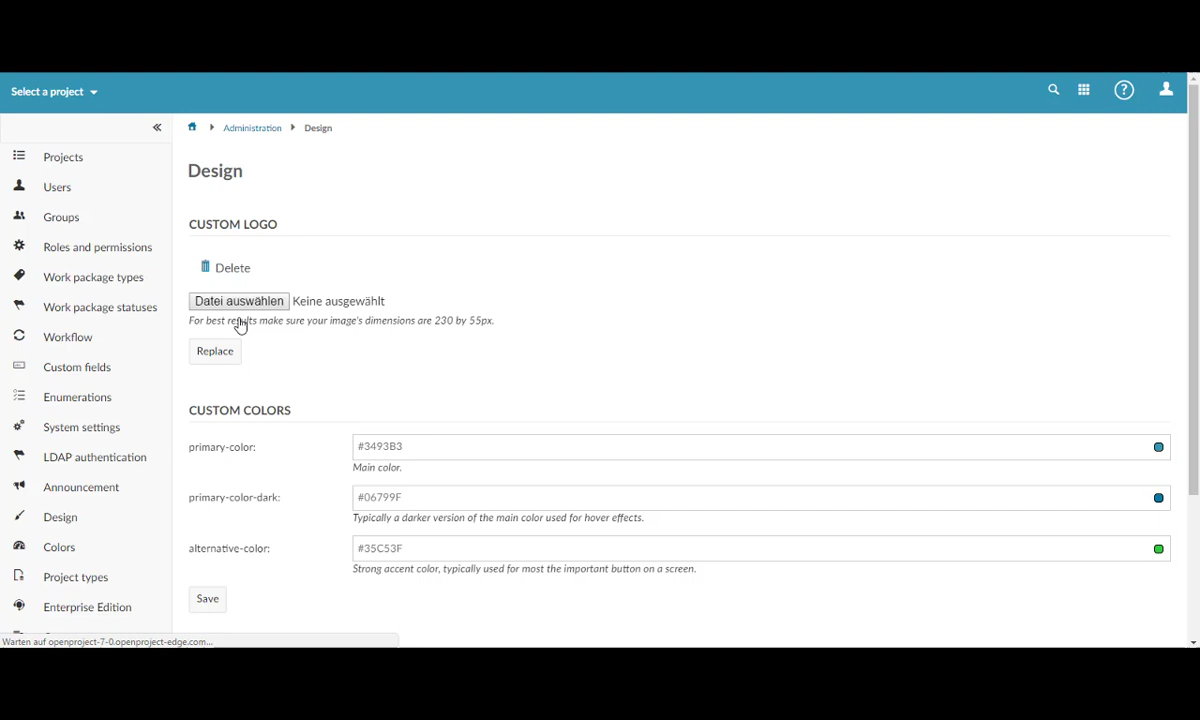 Select a project
?
Administration
Design
Projects
Users
Groups
Roles and permissions
Work package types
Work package statuses
Workflow
Custom fields
Enumerations
System settings
LDAP authentication
Announcement
Design
Colors
Project types
Enterprise Edition
Design
CUSTOM LOGO
Delete
Datei auswählen Keine ausgewählt
For best results make sure your image's dimensions are 230 by 55px.
Replace
CUSTOM COLORS
primary-color: #3493B3
Main color.
primary-color-dark: #06799F
Typically a darker version of the main color used for hover effects.
alternative-color: #35C53F
Strong accent color, typically used for most the important button on a screen.
Save
Warten auf openproject-7-0.openproject-edge.com...